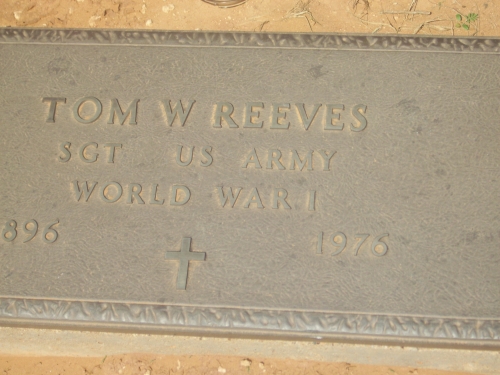 TOM W REEVES
SGT US ARMY
WORLD WAR I
896 1976